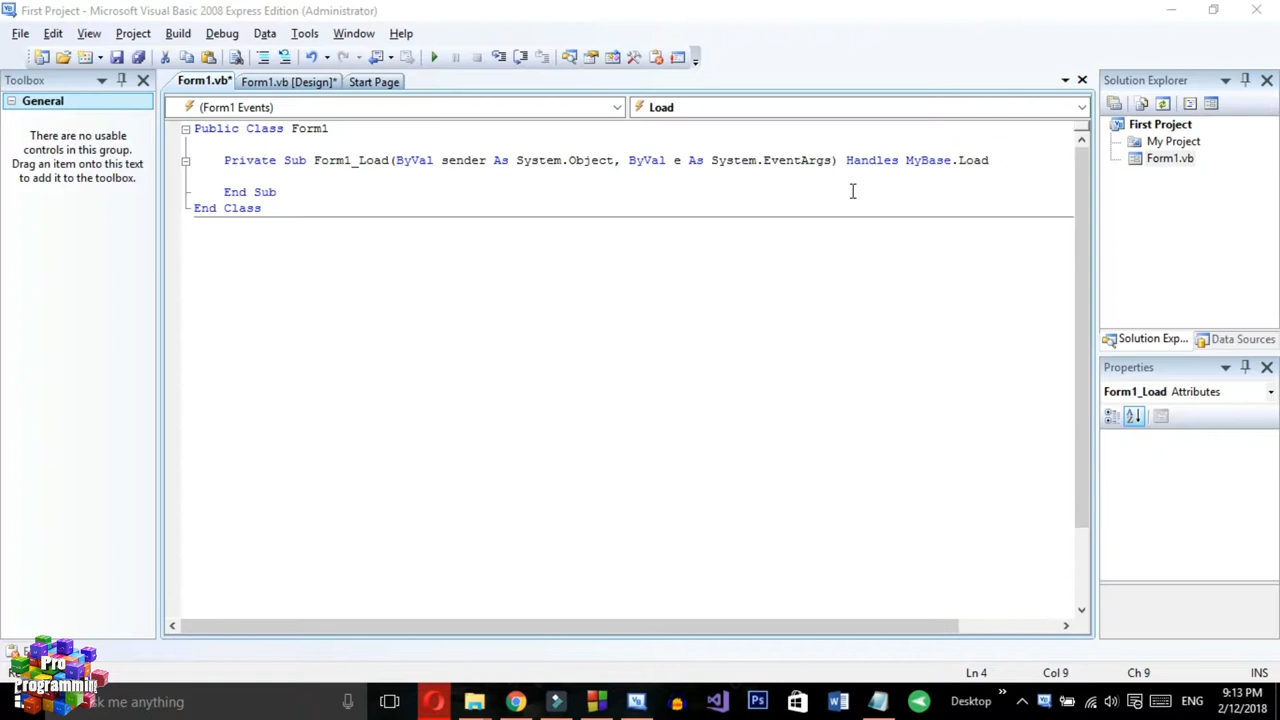 First Project - Microsoft Visual Basic 2008 Express Edition (Administrator)
File Edit View Project Build Debug Data Tools Window Help
Toolbox
General
There are no usable
controls in this group.
Drag an item onto this text
to add it to the toolbox.
Form1.vb* Form1.vb [Design]* Start Page
(Form1 Events) Load
Public Class Form1
Private Sub Form1_Load(ByVal sender As System.Object, ByVal e As System.EventArgs) Handles MyBase.Load
End Sub
End Class
Solution Explorer
First Project
My Project
Form1.vb
Solution Exp... Data Sources
Properties
Form1_Load Attributes
Ln 4 Col 9 Ch 9 INS
Pro
Programming
me anything
Desktop
ENG
9:13 PM
2/12/2018